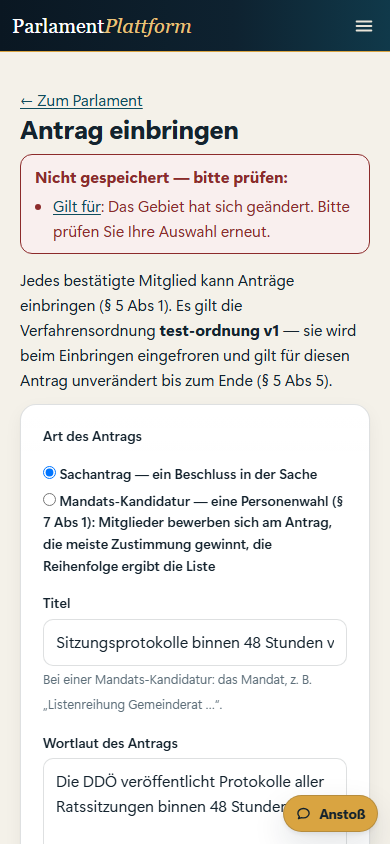 ParlamentPlattform
← Zum Parlament
Antrag einbringen
Nicht gespeichert — bitte prüfen:
• Gilt für: Das Gebiet hat sich geändert. Bitte
prüfen Sie Ihre Auswahl erneut.
Jedes bestätigte Mitglied kann Anträge
einbringen (§ 5 Abs 1). Es gilt die
Verfahrensordnung test-ordnung v1 — sie wird
beim Einbringen eingefroren und gilt für diesen
Antrag unverändert bis zum Ende (§ 5 Abs 5).
Art des Antrags
Sachantrag — ein Beschluss in der Sache
Mandats-Kandidatur — eine Personenwahl (§
7 Abs 1): Mitglieder bewerben sich am Antrag,
die meiste Zustimmung gewinnt, die
Reihenfolge ergibt die Liste
Titel
Sitzungsprotokolle binnen 48 Stunden v
Bei einer Mandats-Kandidatur: das Mandat, z. B.
„Listenreihung Gemeinderat …“.
Wortlaut des Antrags
Die DDÖ veröffentlicht Protokolle aller
Ratssitzungen binnen 48 Stunden
Anstoß